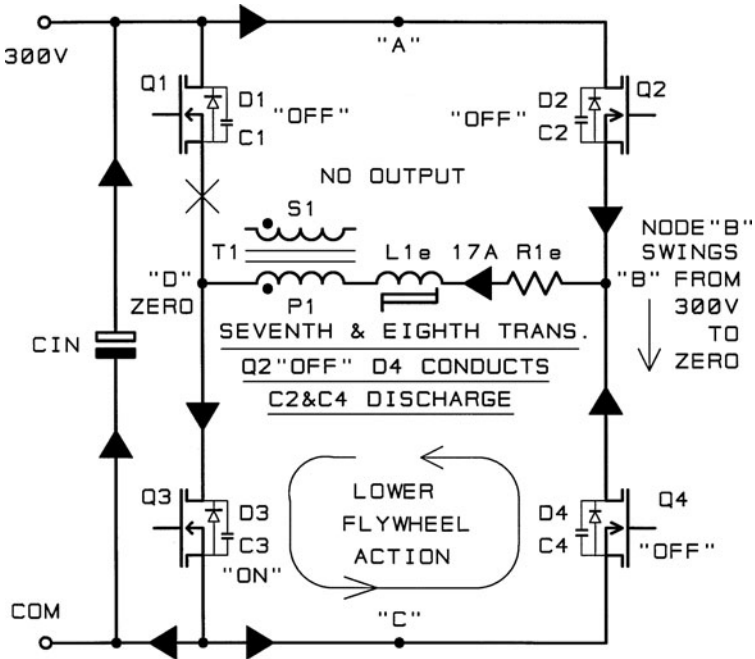 300V
"A"
Q1
D1
C1
"OFF"
Q2
D2
C2
"OFF"
NO OUTPUT
S1
T1
L1e
17A
R1e
NODE"B"
SWINGS
"B" FROM
300V
TO
ZERO
"D"
ZERO
P1
CIN
SEVENTH & EIGHTH TRANS.
Q2"OFF" D4 CONDUCTS
C2&C4 DISCHARGE
Q3
D3
C3
"ON"
LOWER
FLYWHEEL
ACTION
D4
C4
Q4
"OFF"
COM
"C"